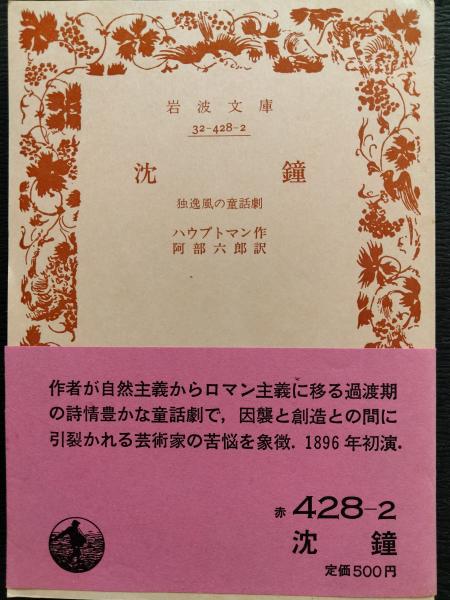 岩波文庫
32-428-2
沈鐘
独逸風の童話劇
ハウプトマン作
阿部六郎訳
作者が自然主義からロマン主義に移る過渡期
の詩情豊かな童話劇で，因襲と創造との間に
引裂かれる芸術家の苦悩を象徴．1896年初演．
赤 428-2
沈鐘
定価500円